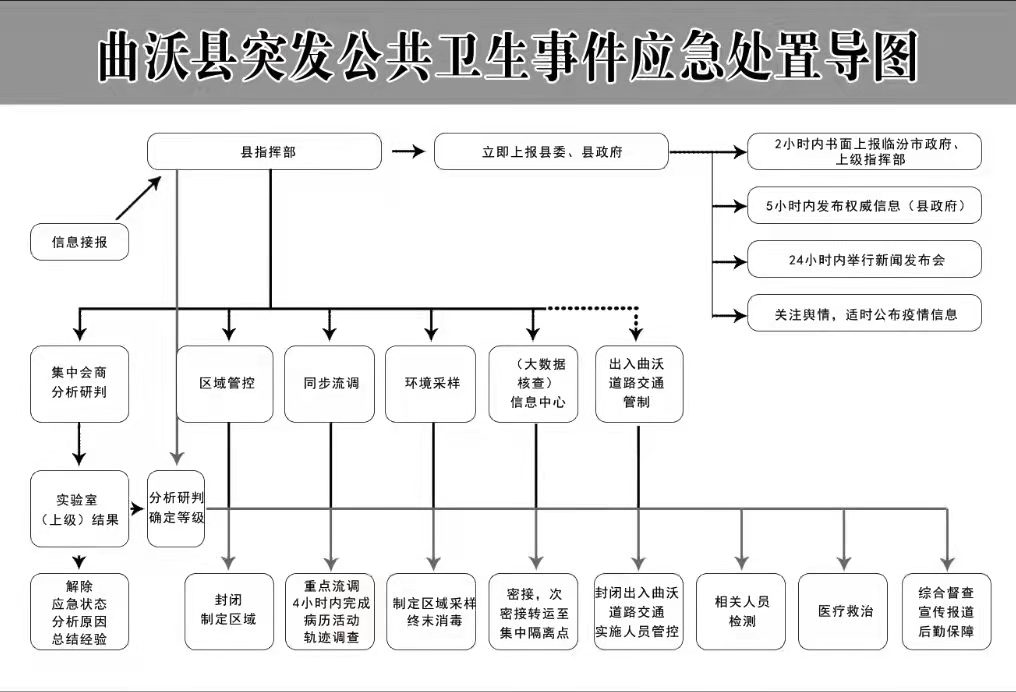 曲沃县突发公共卫生事件应急处置导图
县指挥部
立即上报县委、县政府
2小时内书面上报临汾市政府、
上级指挥部
5小时内发布权威信息（县政府）
信息接报
24小时内举行新闻发布会
关注舆情，适时公布疫情信息
集中会商
分析研判
区域管控
同步流调
环境采样
（大数据
核查）
信息中心
出入曲沃
道路交通
管制
实验室
（上级）结果
分析研判
确定等级
解除
应急状态
分析原因
总结经验
封闭
制定区域
重点流调
4小时内完成
病历活动
轨迹调查
制定区域采样
终末消毒
密接，次
密接转运至
集中隔离点
封闭出入曲沃
道路交通
实施人员管控
相关人员
检测
医疗救治
综合督查
宣传报道
后勤保障